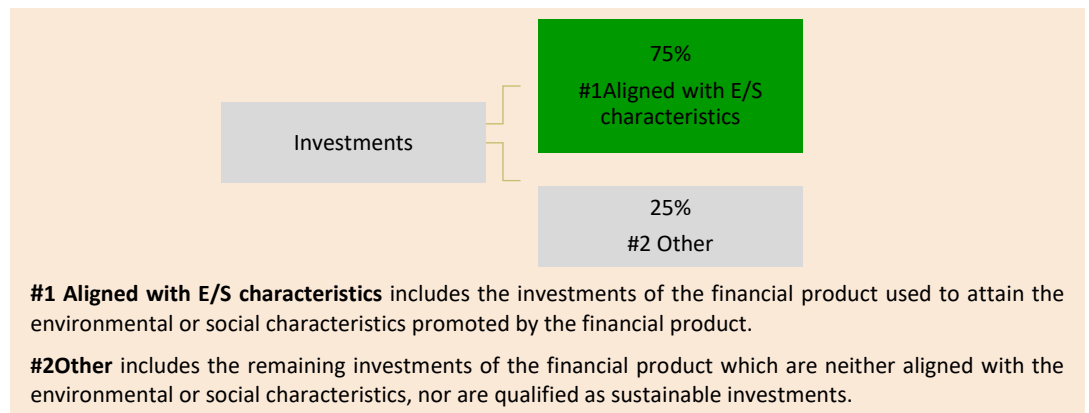 75%
#1Aligned with E/S
characteristics
Investments
25%
#2 Other
#1 Aligned with E/S characteristics includes the investments of the financial product used to attain the
environmental or social characteristics promoted by the financial product.
#2Other includes the remaining investments of the financial product which are neither aligned with the
environmental or social characteristics, nor are qualified as sustainable investments.